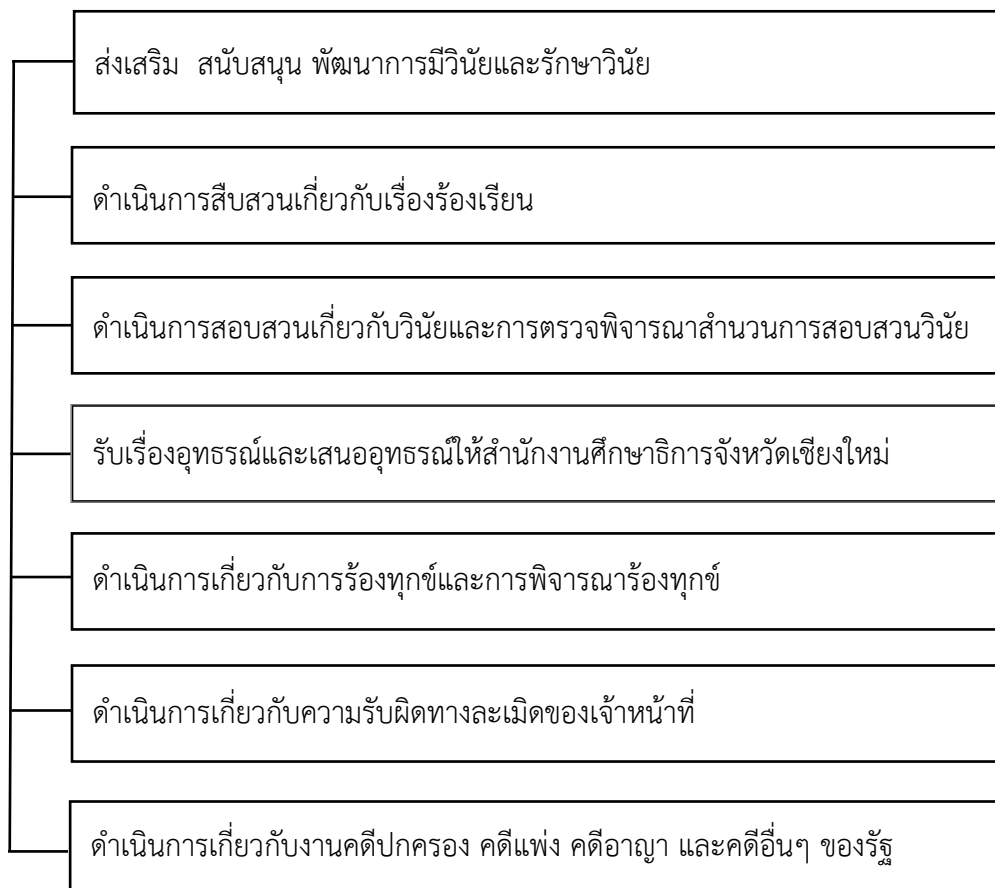 ส่งเสริม  สนับสนุน พัฒนาการมีวินัยและรักษาวินัย
ดำเนินการสืบสวนเกี่ยวกับเรื่องร้องเรียน
ดำเนินการสอบสวนเกี่ยวกับวินัยและการตรวจพิจารณาสำนวนการสอบสวนวินัย
รับเรื่องอุทธรณ์และเสนออุทธรณ์ให้สำนักงานศึกษาธิการจังหวัดเชียงใหม่
ดำเนินการเกี่ยวกับการร้องทุกข์และการพิจารณาร้องทุกข์
ดำเนินการเกี่ยวกับความรับผิดทางละเมิดของเจ้าหน้าที่
ดำเนินการเกี่ยวกับงานคดีปกครอง คดีแพ่ง คดีอาญา และคดีอื่นๆ ของรัฐ